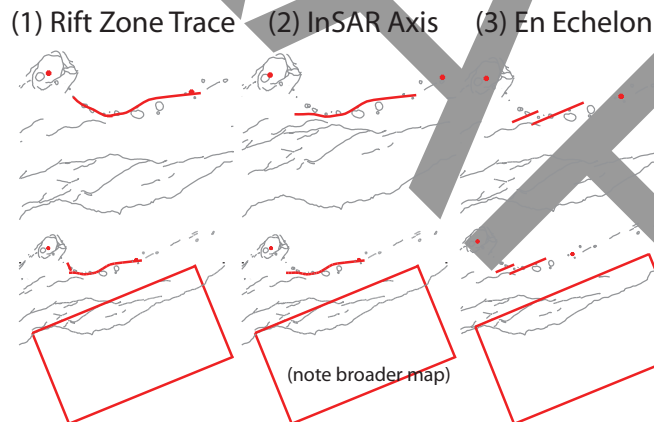 (1) Rift Zone Trace (2) InSAR Axis (3) En Echelon
(note broader map)